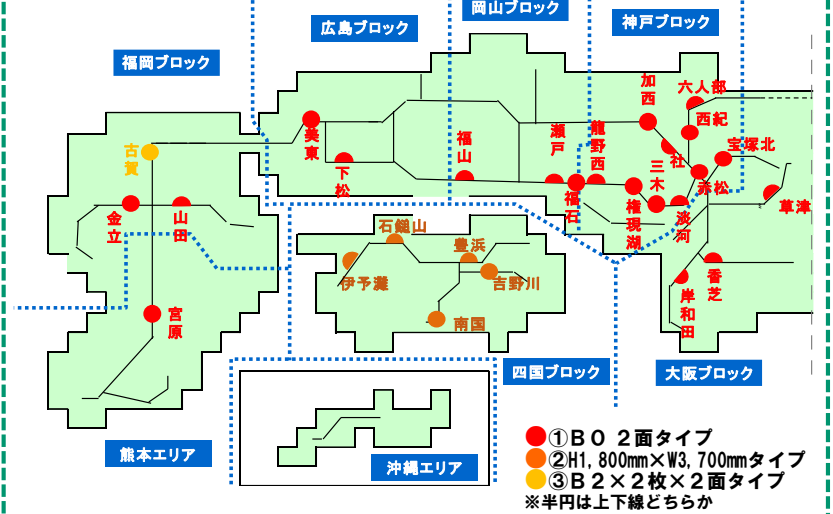 岡山ブロック
広島ブロック
神戸ブロック
福岡ブロック
加西
六人部
西紀
宝塚北
古賀
美東
下松
福山
瀬戸
龍野西
社
三木
赤松
草津
金立
山田
福石
権現湖
淡河
石鎚山
豊浜
伊予灘
吉野川
香芝
岸和田
宮原
南国
四国ブロック
大阪ブロック
熊本エリア
沖縄エリア
①BO 2面タイプ
②H1,800mm×W3,700mmタイプ
③B2×2枚×2面タイプ
※半円は上下線どちらか